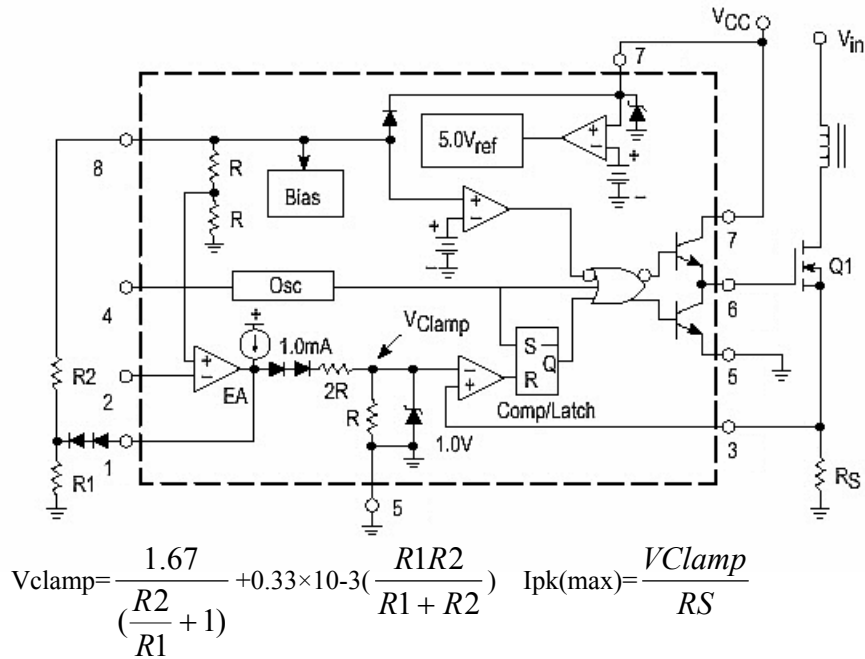 VCC
Vin
7
8
R
R
Bias
5.0Vref
+
−
+
−
+
−
+
−
7
Q1
4
Osc
6
VClamp
+
1.0mA
S
Q
R
5
R2
2
+
−
EA
2R
−
+
Comp/Latch
R
1.0V
3
1
R1
RS
5
Vclamp=1.67/(R2/R1+1)+0.33×10-3(R1R2/R1+R2) Ipk(max)=VClamp/RS